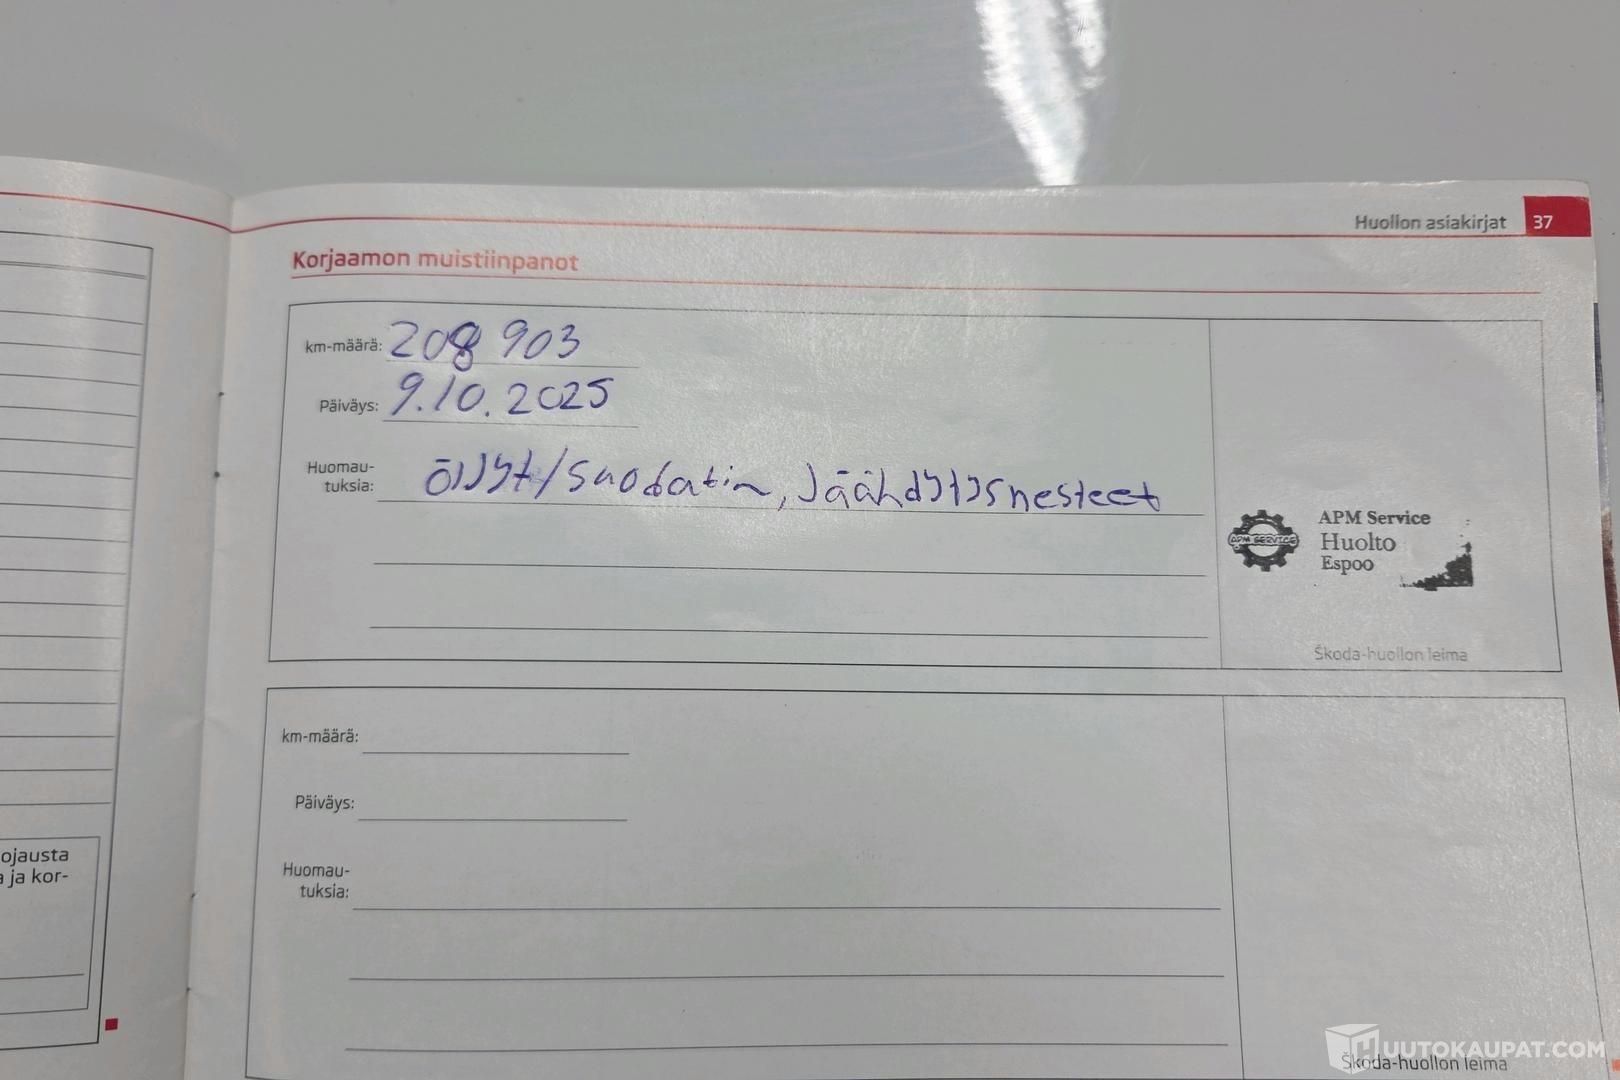 Huollon asiakirjat 37
Korjaamon muistiinpanot
km-määrä: 208 903
Päiväys: 9.10.2025
Huomau-
tuksia: öljyt/suodatin, jäähdytysnesteet
APM SERVICE
APM Service
Huolto
Espoo
Škoda-huollon leima
km-määrä:
Päiväys:
Huomau-
tuksia:
Škoda-huollon leima
ojausta
a ja kor-
HUUTOKAUPAT.COM